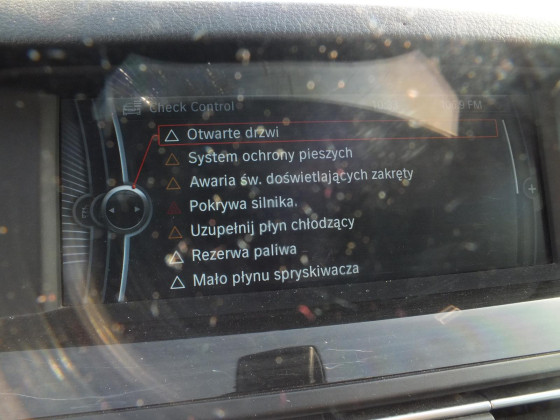 Check Control
FM
Otwarte drzwi
System ochrony pieszych
Awaria św. doświetlających zakręty
Pokrywa silnika.
Uzupełnij płyn chłodzący
Rezerwa paliwa
Mało płynu spryskiwacza